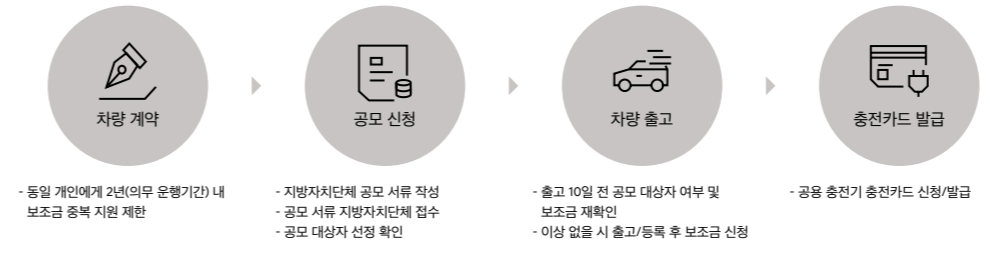 차량 계약
공모 신청
차량 출고
충전카드 발급
- 동일 개인에게 2년(의무 운행기간) 내
보조금 중복 지원 제한
- 지방자치단체 공모 서류 작성
- 공모 서류 지방자치단체 접수
- 공모 대상자 선정 확인
- 출고 10일 전 공모 대상자 여부 및
보조금 재확인
- 이상 없을 시 출고/등록 후 보조금 신청
- 공용 충전기 충전카드 신청/발급